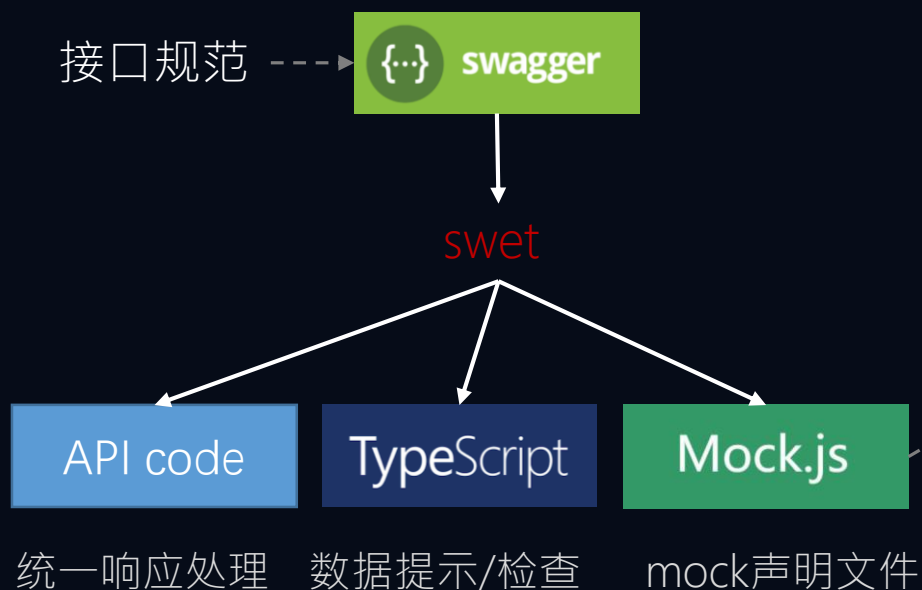 接口规范
{···} swagger
swet
API code
TypeScript
Mock.js
统一响应处理
数据提示/检查
mock声明文件